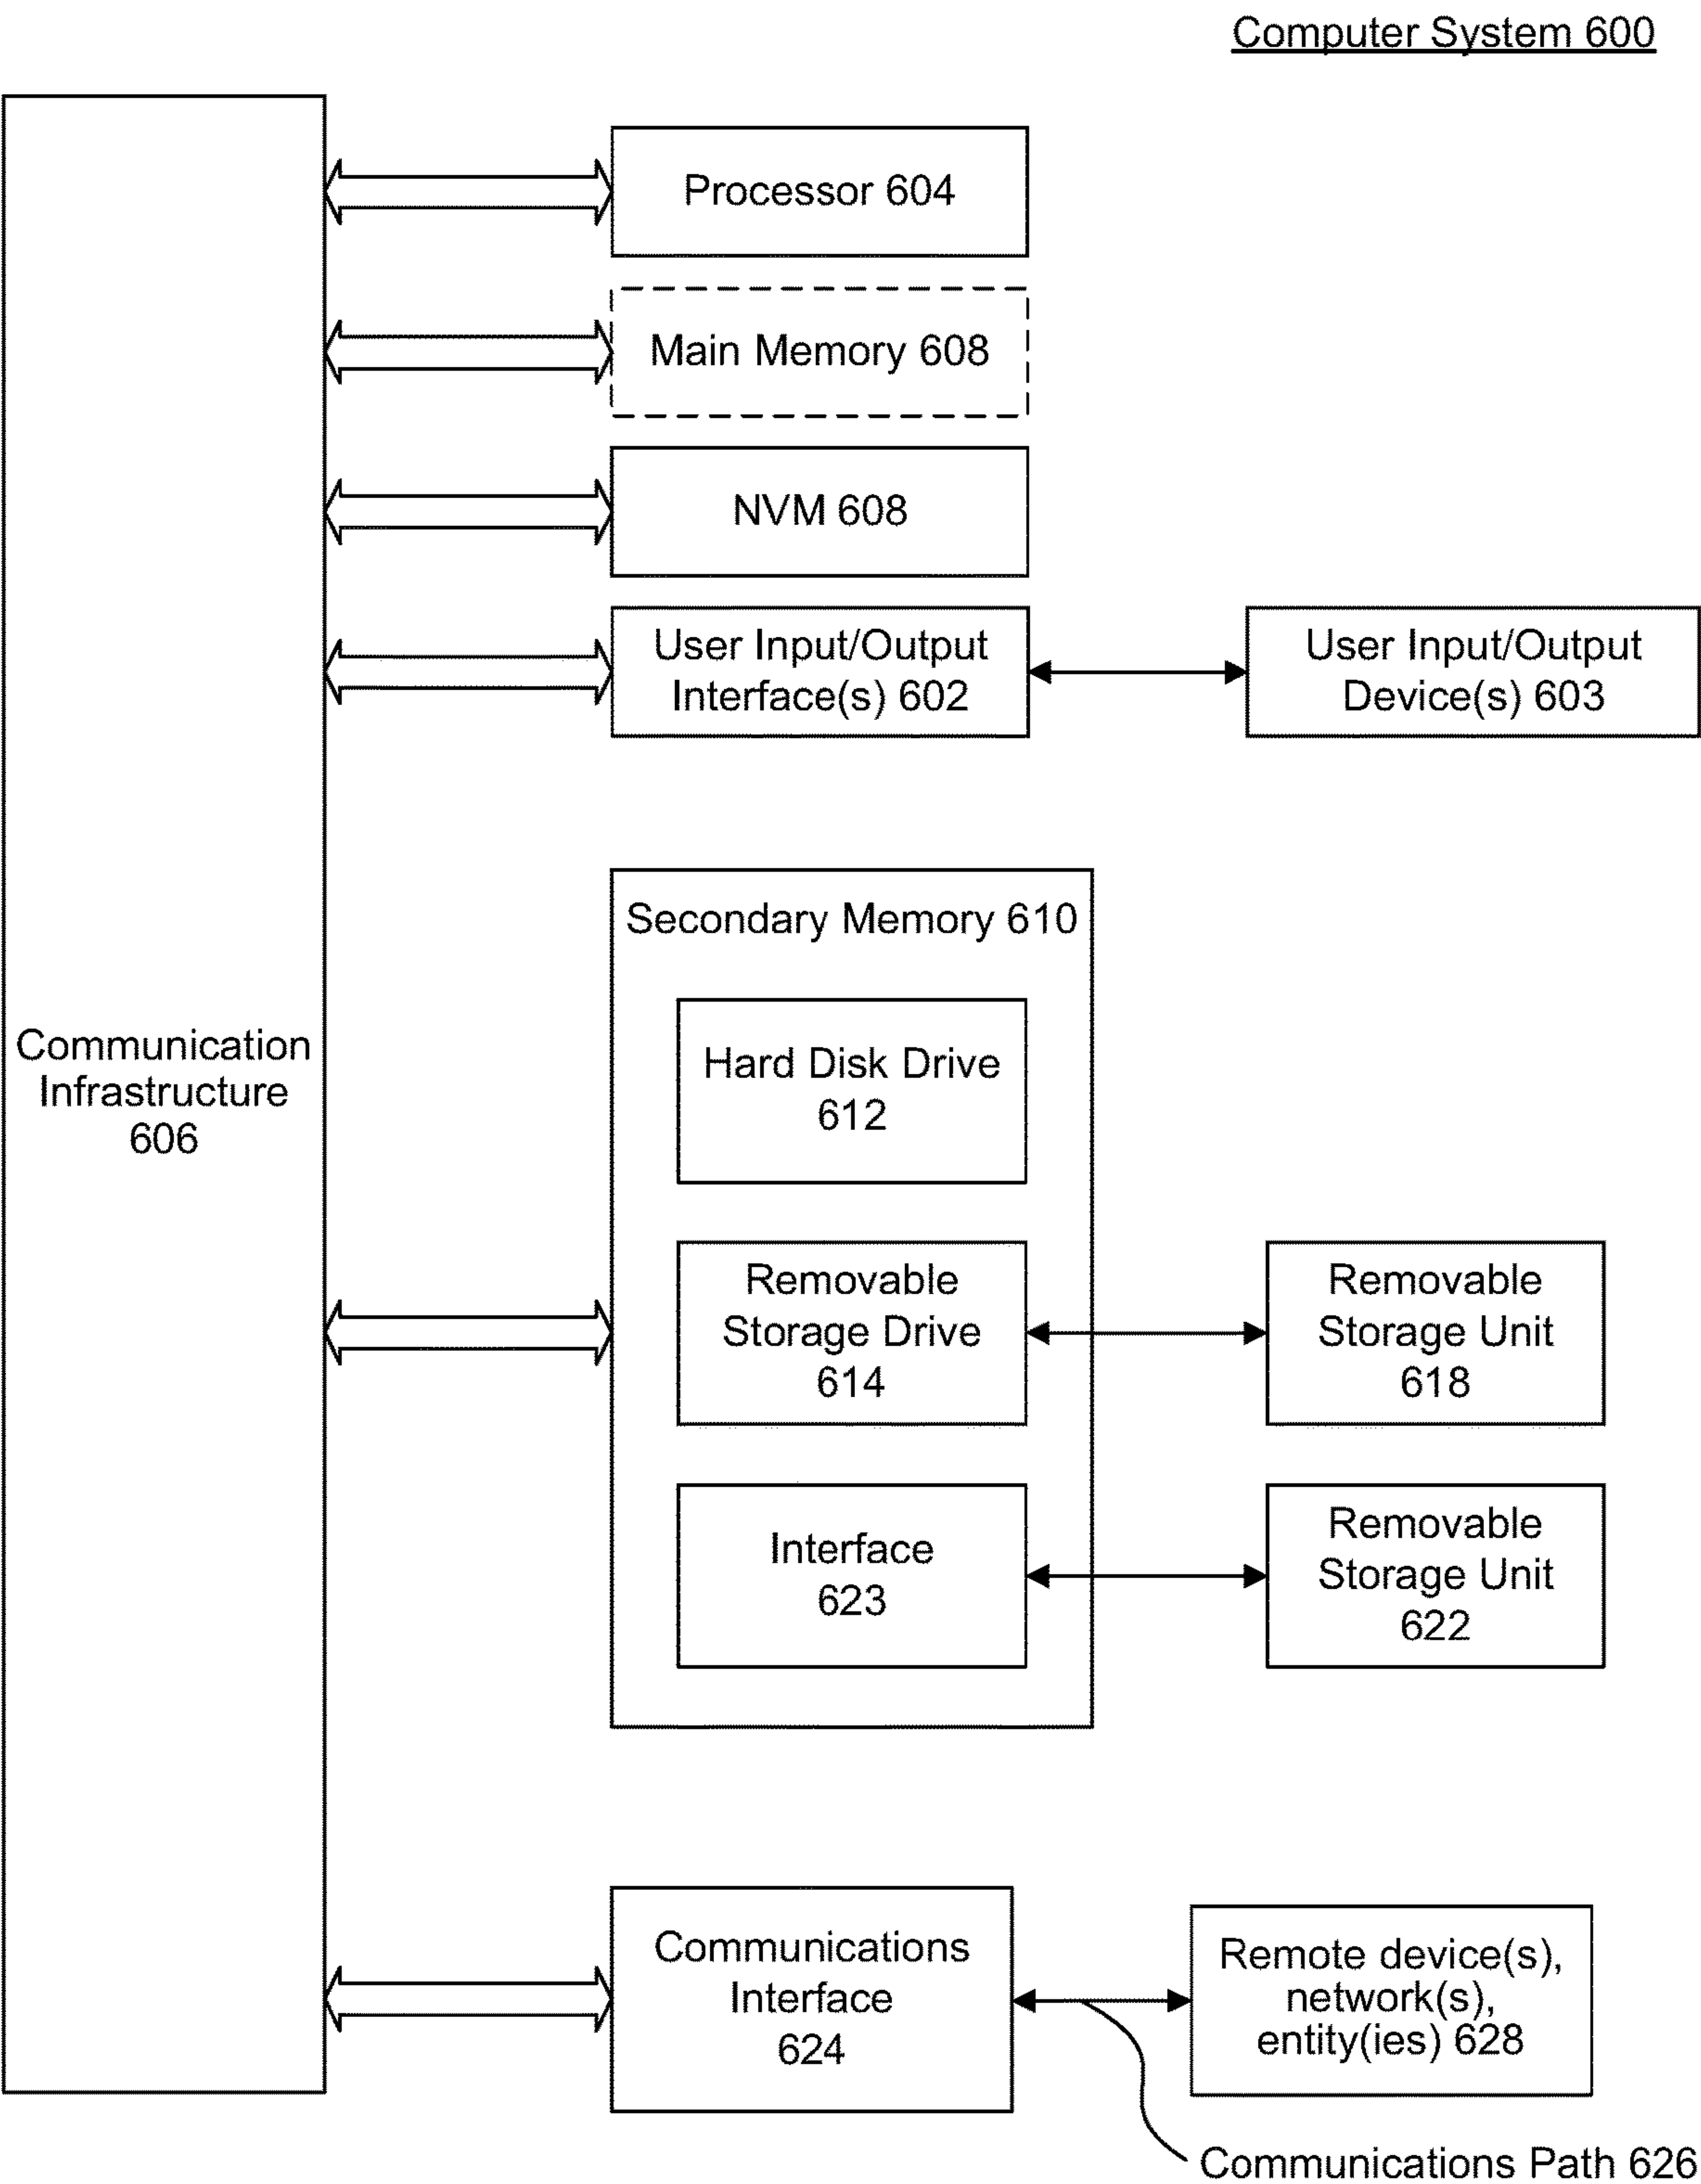 Computer System 600
Processor 604
Main Memory 608
NVM 608
User Input/Output
Interface(s) 602
User Input/Output
Device(s) 603
Communication
Infrastructure
606
Secondary Memory 610
Hard Disk Drive
612
Removable
Storage Drive
614
Removable
Storage Unit
618
Interface
623
Removable
Storage Unit
622
Communications
Interface
624
Remote device(s),
network(s),
entity(ies) 628
Communications Path 626